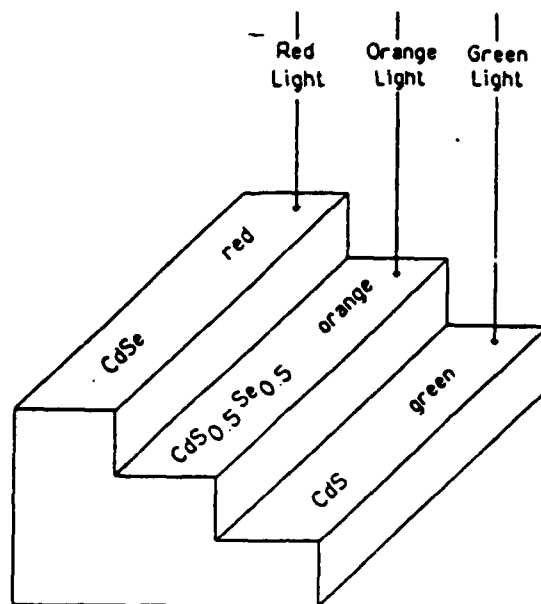 Red
Light
Orange
Light
Green
Light
CdSe red
CdS0.5Se0.5 orange
CdS green